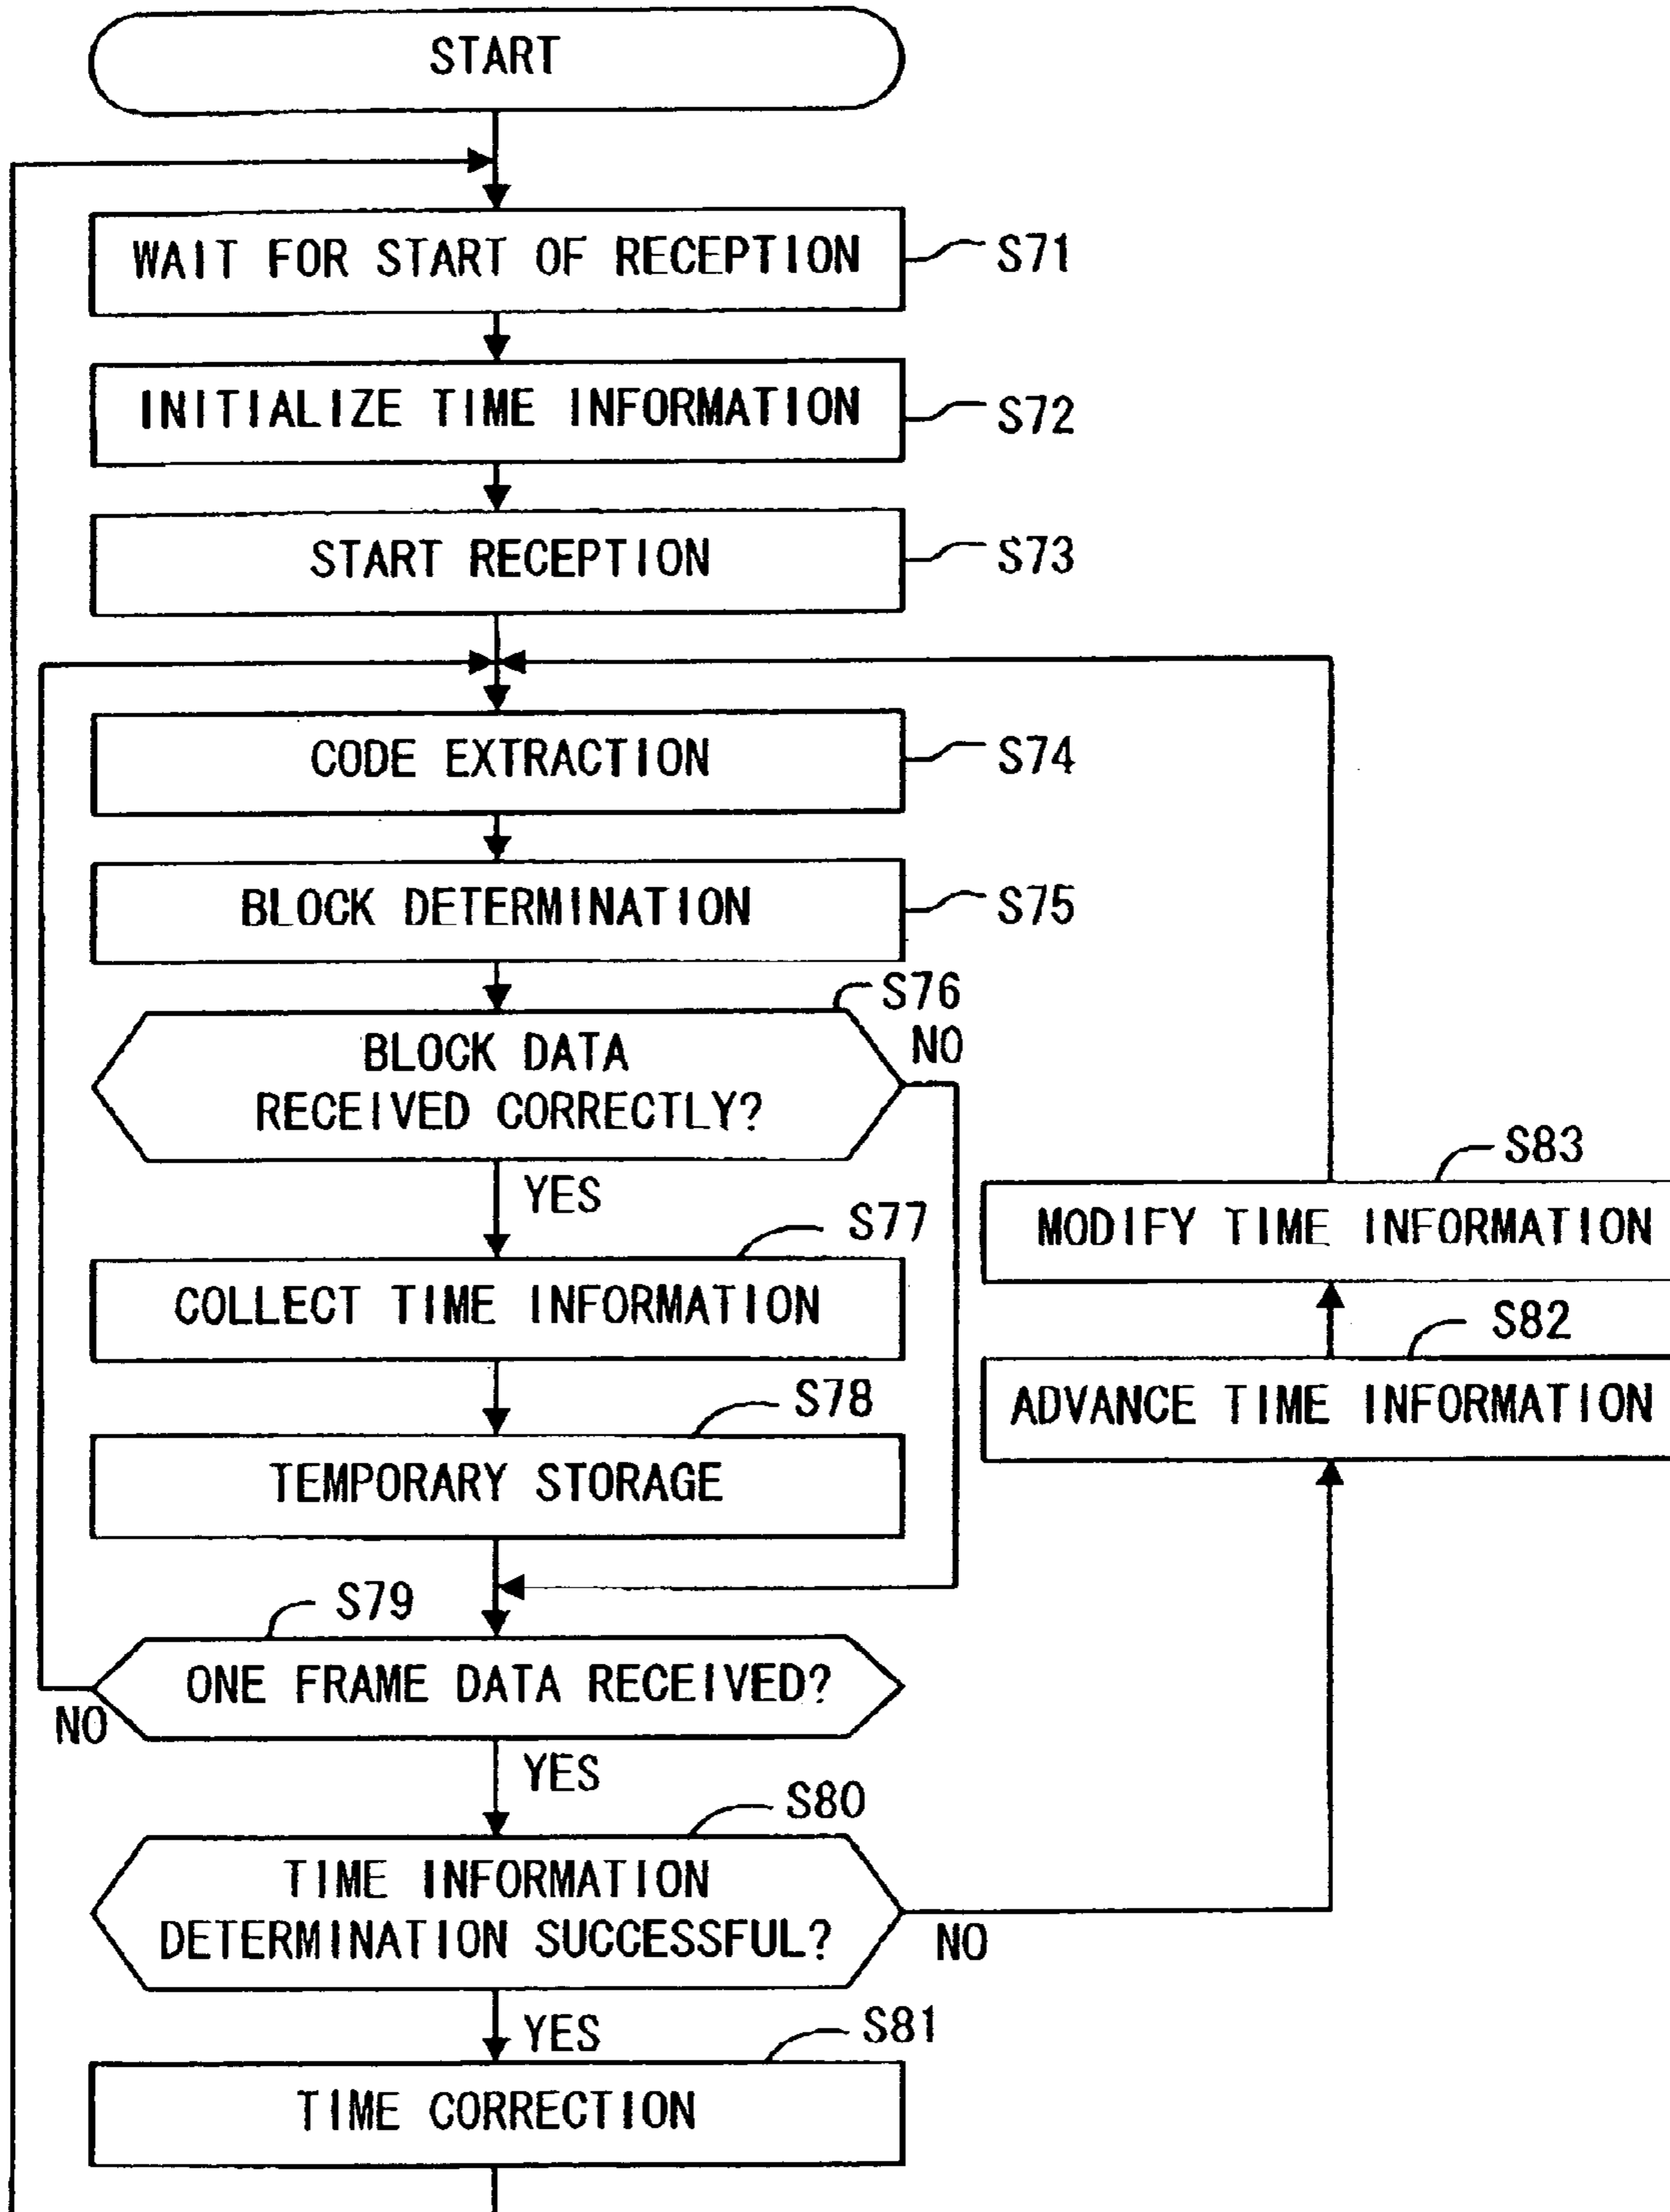 START
WAIT FOR START OF RECEPTION
S71
INITIALIZE TIME INFORMATION
S72
START RECEPTION
S73
CODE EXTRACTION
S74
BLOCK DETERMINATION
S75
S76
BLOCK DATA
RECEIVED CORRECTLY?
NO
YES
S77
COLLECT TIME INFORMATION
S78
TEMPORARY STORAGE
S79
ONE FRAME DATA RECEIVED?
NO
YES
S80
TIME INFORMATION
DETERMINATION SUCCESSFUL?
NO
YES
S81
TIME CORRECTION
S82
ADVANCE TIME INFORMATION
S83
MODIFY TIME INFORMATION